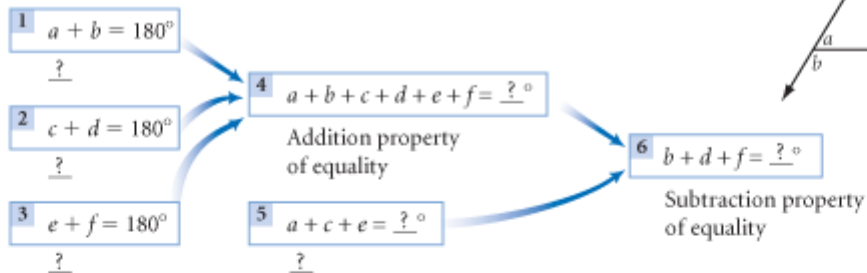 1 a + b = 180°
?
2 c + d = 180°
?
3 e + f = 180°
?
4 a + b + c + d + e + f = ? °
Addition property
of equality
5 a + c + e = ? °
?
6 b + d + f = ? °
Subtraction property
of equality
a
b